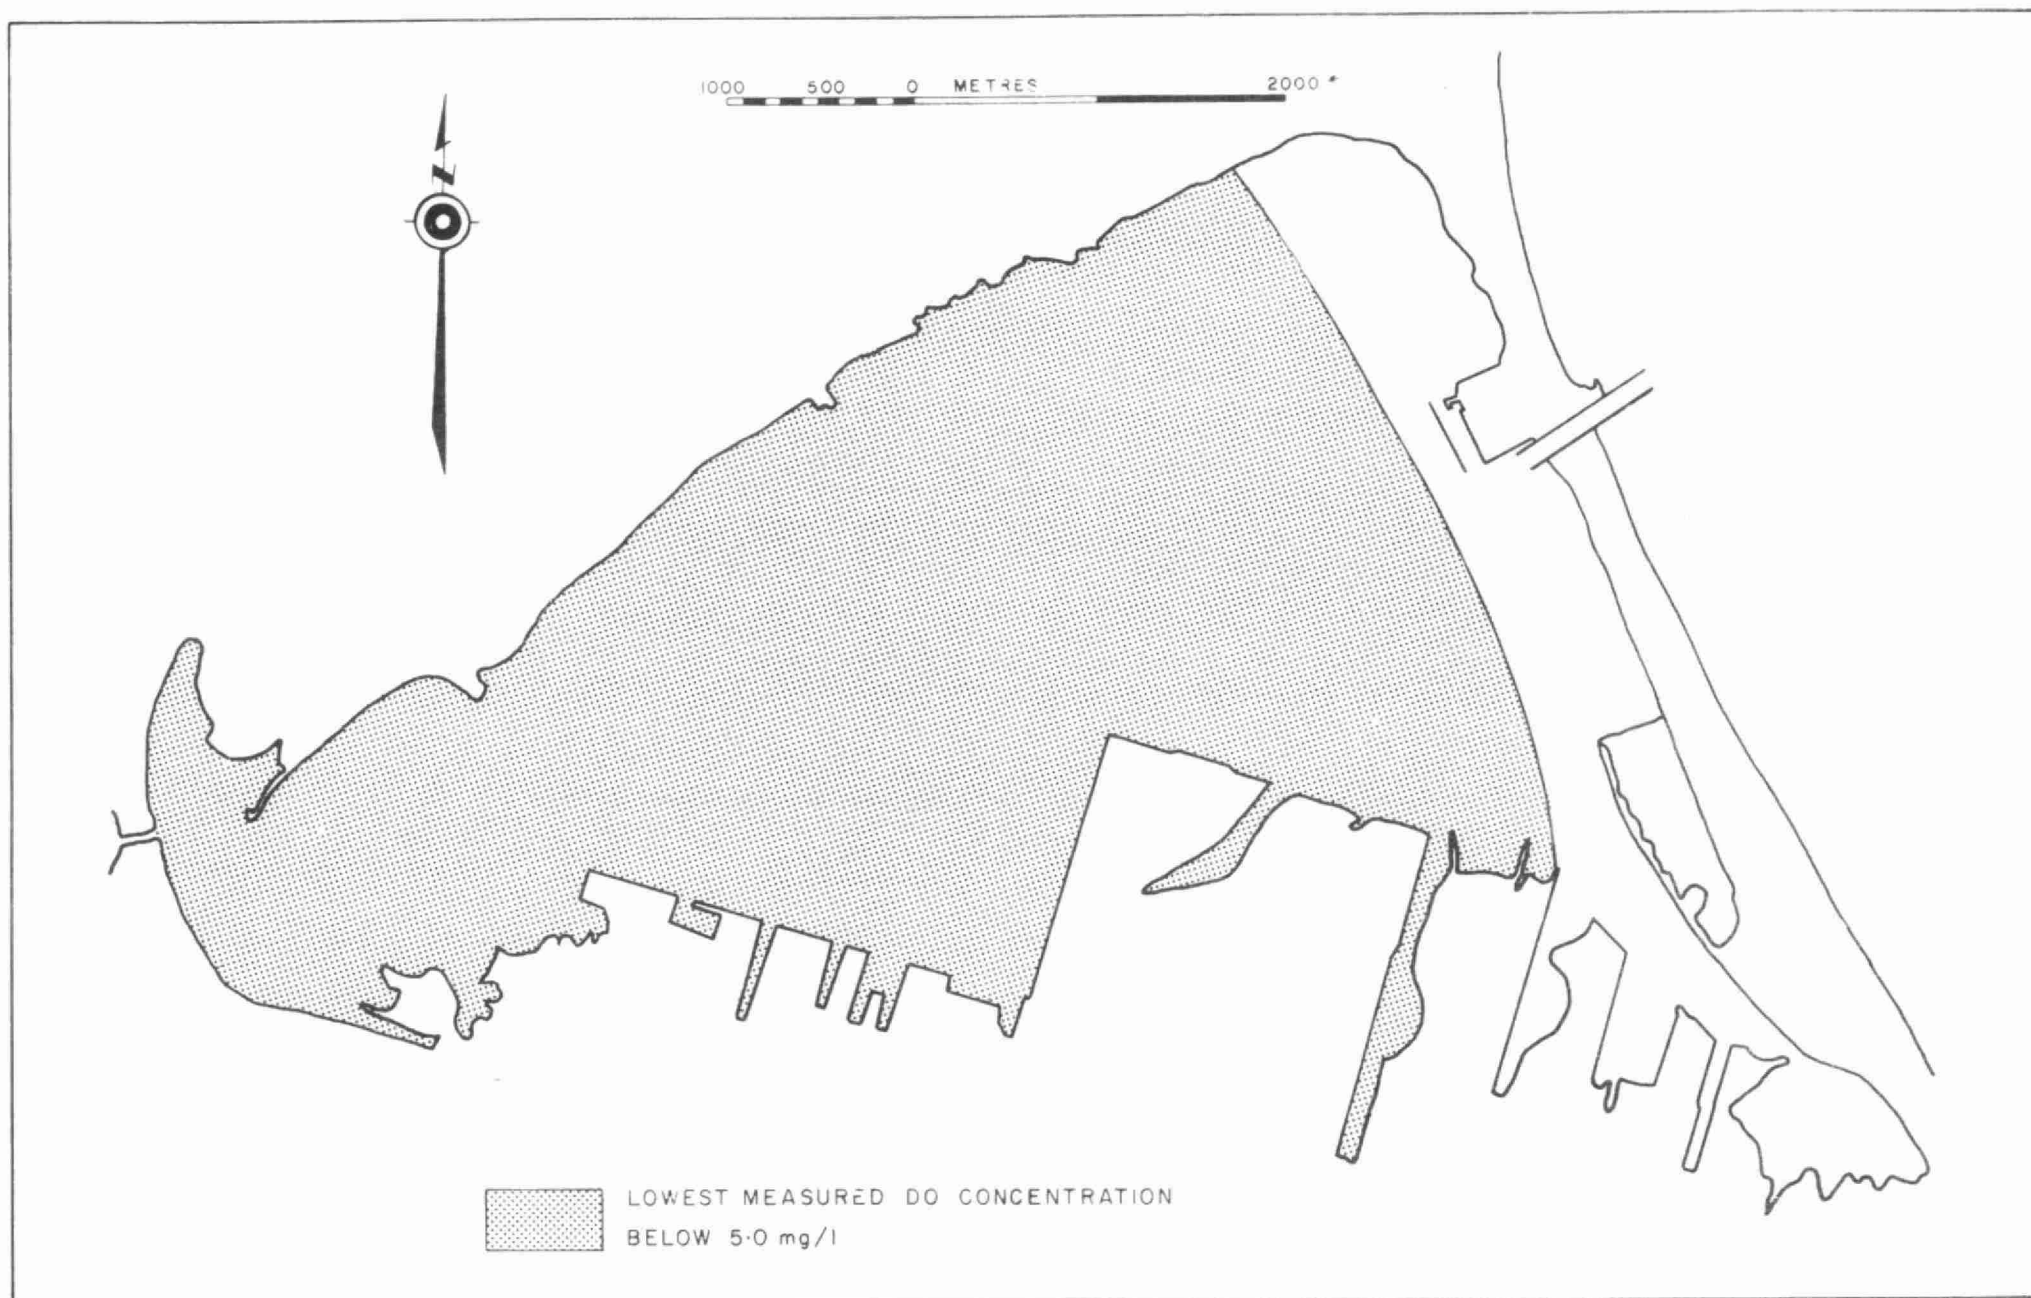 1000 500 0 METRES 2000
N
LOWEST MEASURED DO CONCENTRATION
BELOW 5·0 mg/l